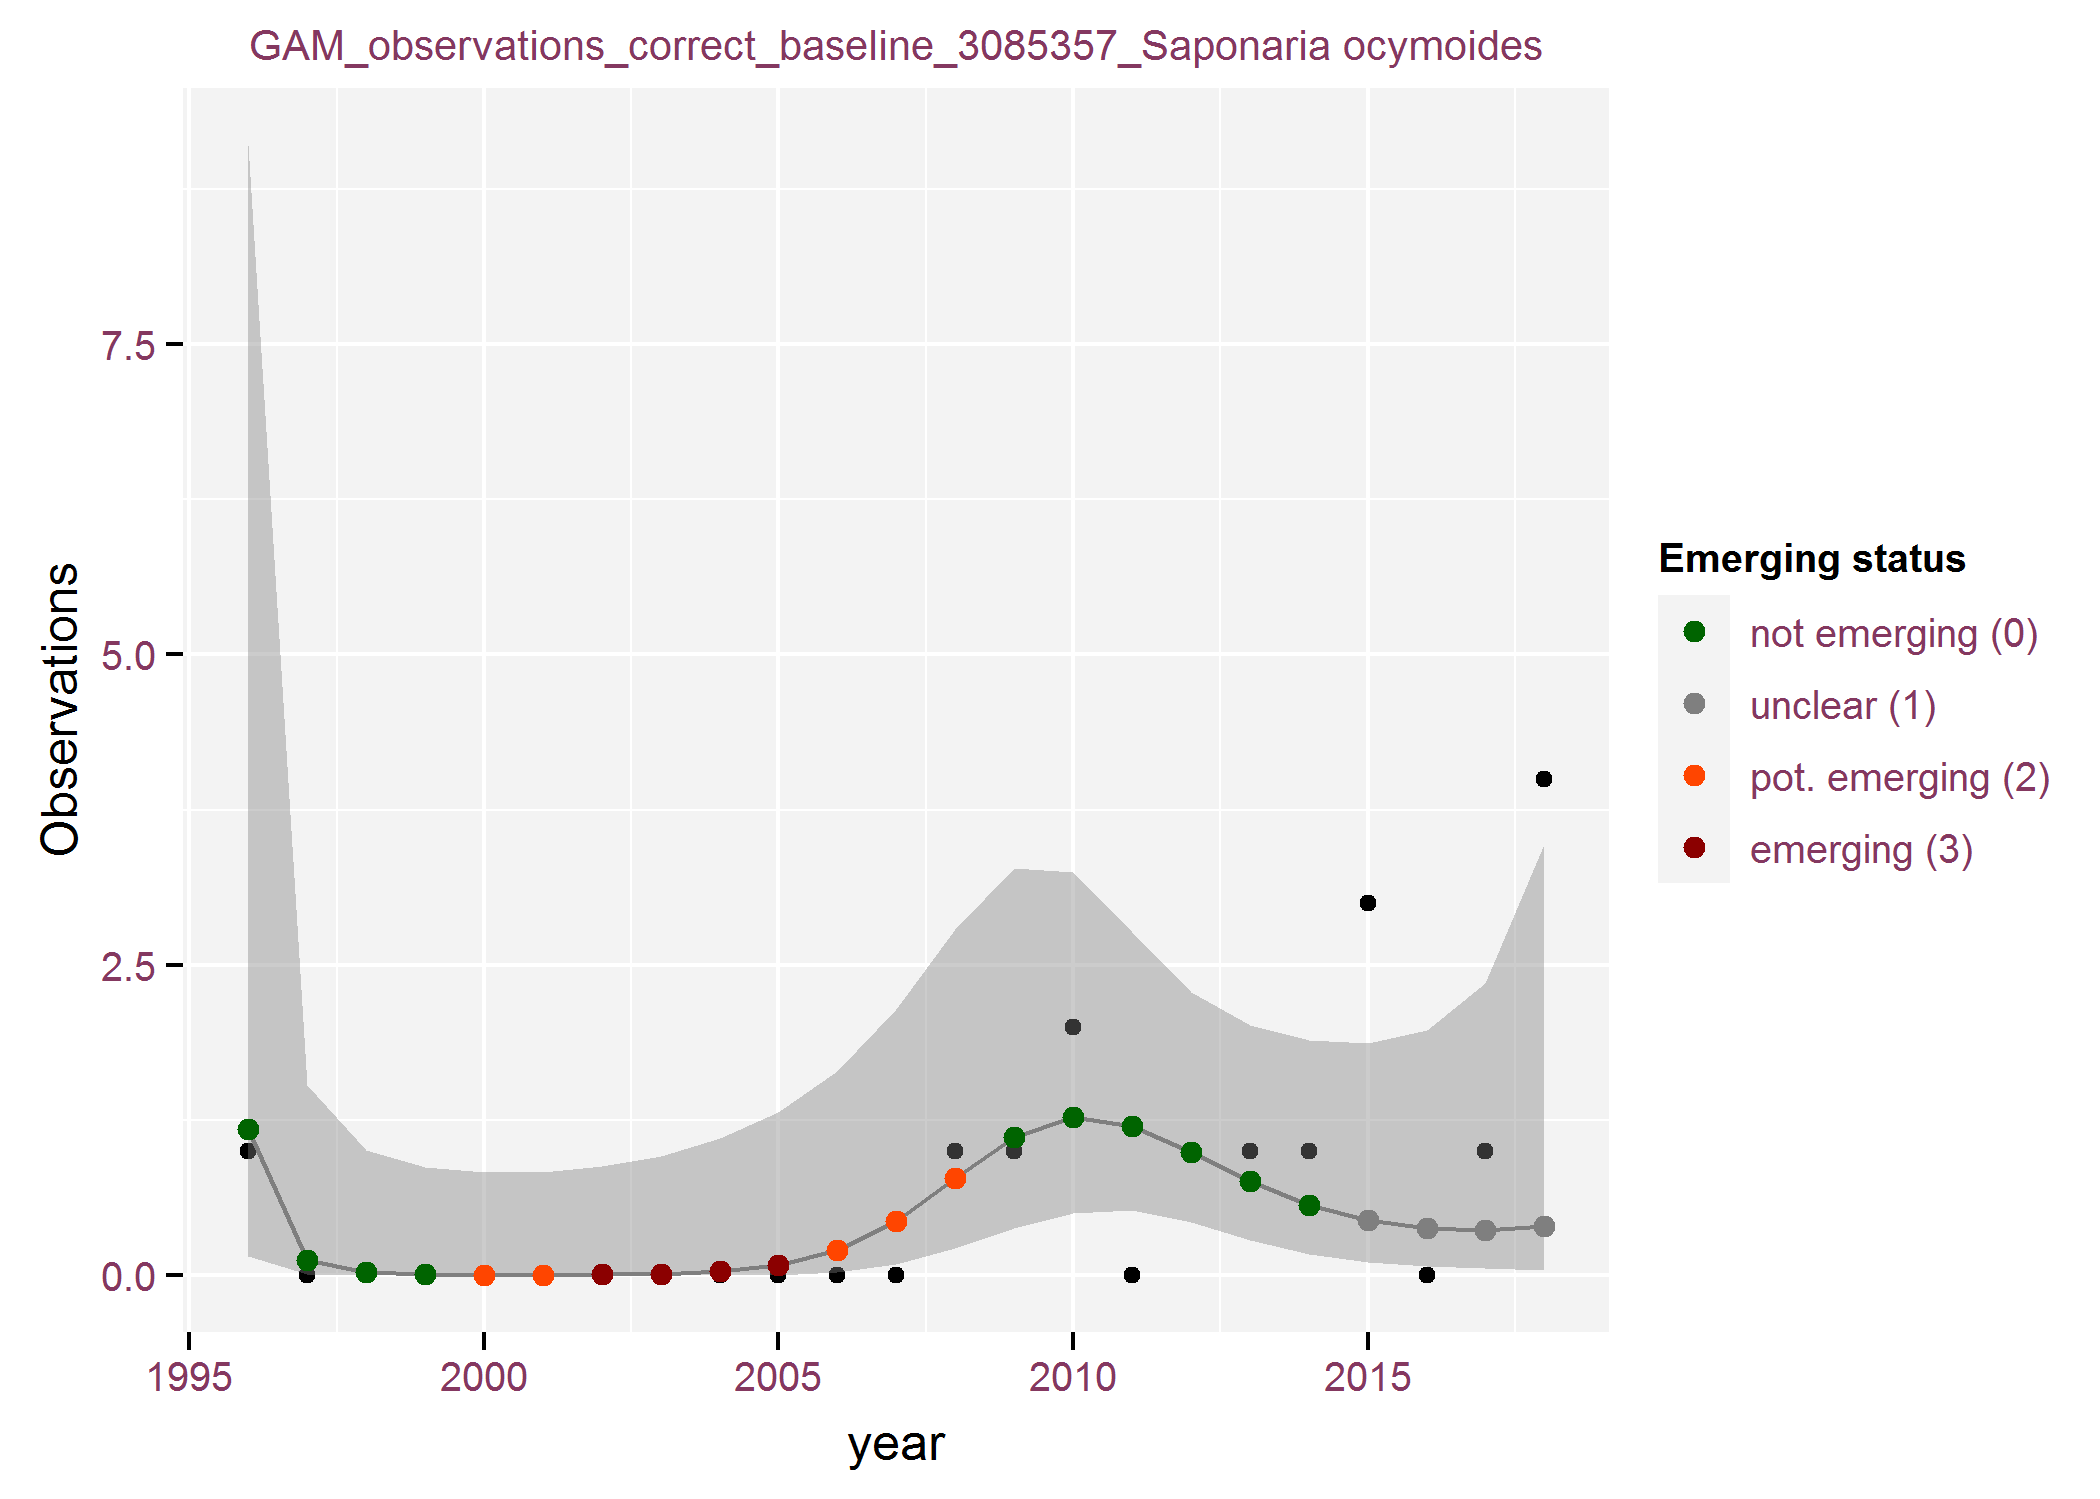 GAM_observations_correct_baseline_3085357_Saponaria ocymoides
Observations
7.5
5.0
2.5
0.0
1995 2000 2005 2010 2015
year
Emerging status
not emerging (0)
unclear (1)
pot. emerging (2)
emerging (3)